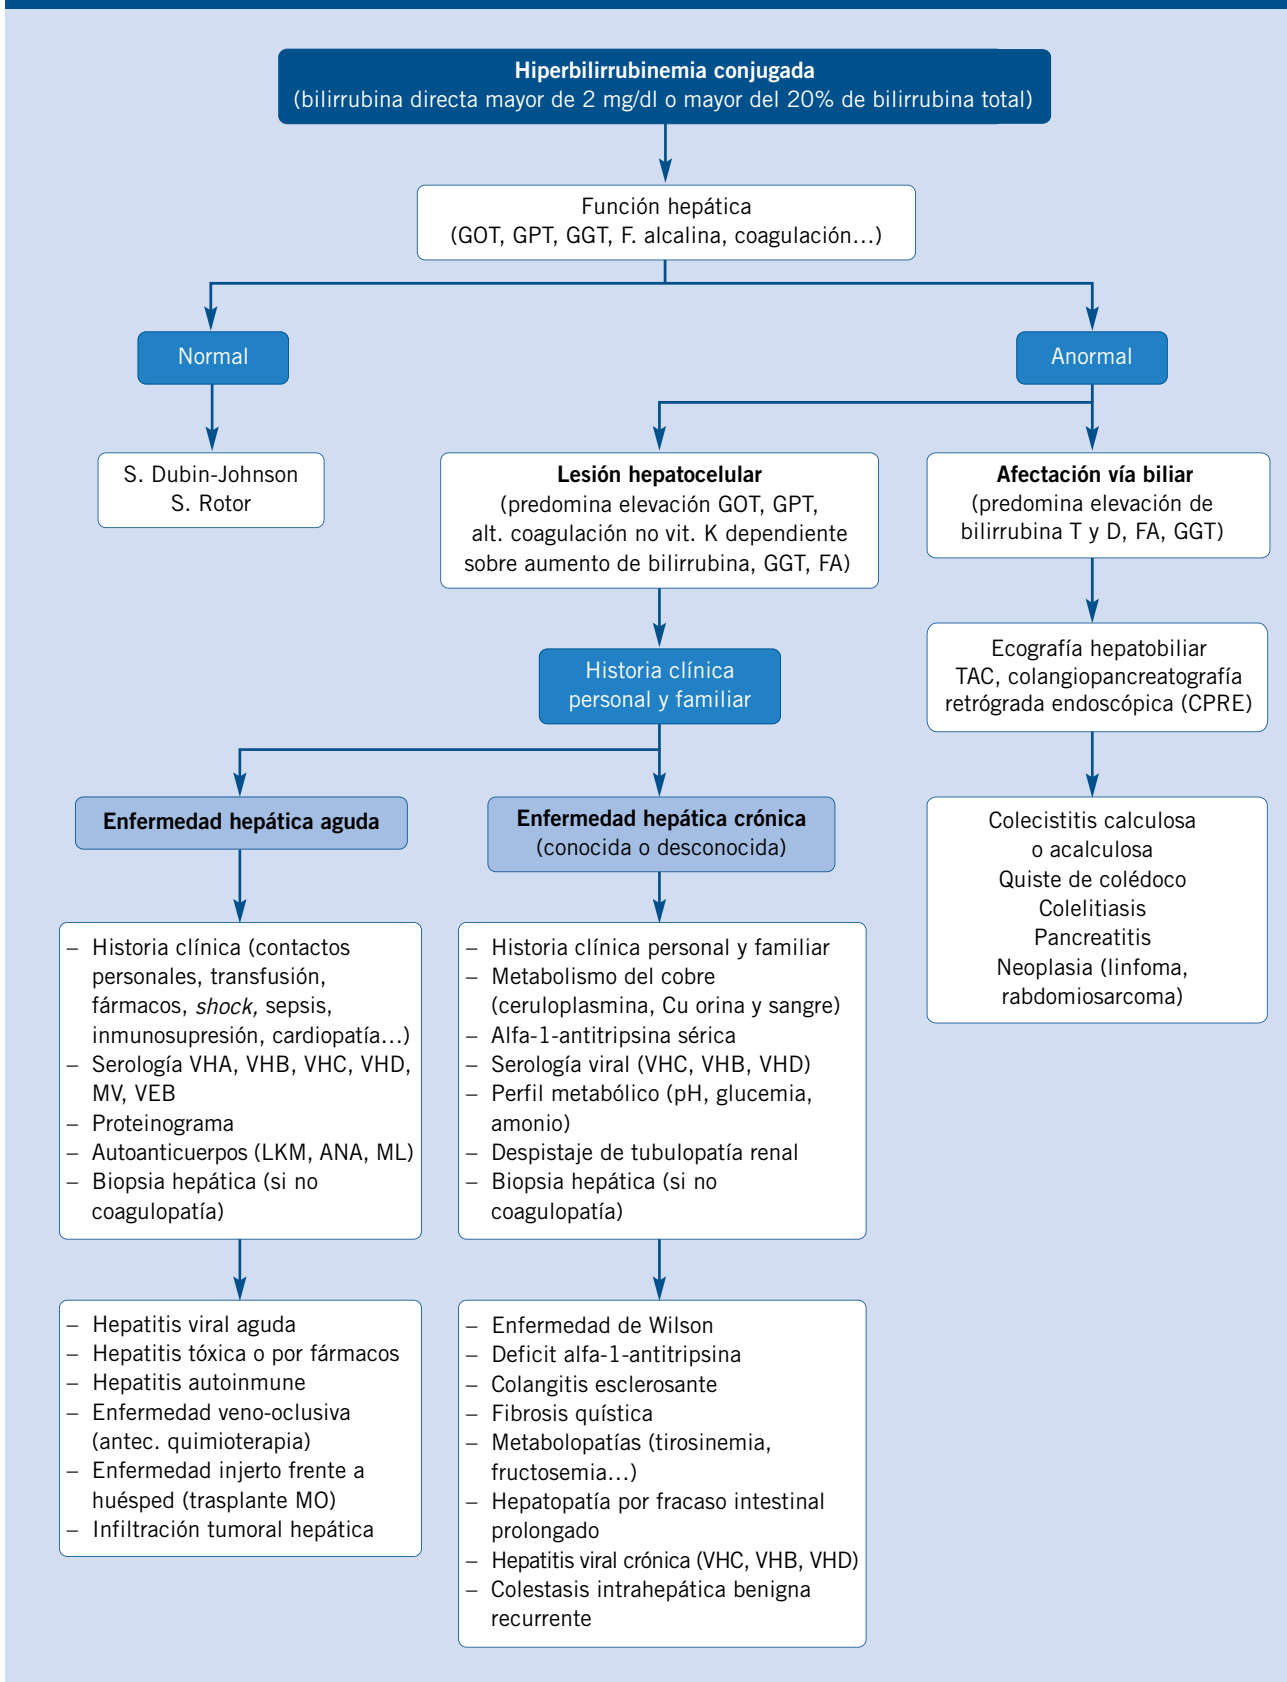 Hiperbilirrubinemia conjugada
(bilirrubina directa mayor de 2 mg/dl o mayor del 20% de bilirrubina total)
Función hepática
(GOT, GPT, GGT, F. alcalina, coagulación…)
Normal
Anormal
S. Dubin-Johnson
S. Rotor
Lesión hepatocelular
(predomina elevación GOT, GPT,
alt. coagulación no vit. K dependiente
sobre aumento de bilirrubina, GGT, FA)
Afectación vía biliar
(predomina elevación de
bilirrubina T y D, FA, GGT)
Historia clínica
personal y familiar
Ecografía hepatobiliar
TAC, colangiopancreatografía
retrógrada endoscópica (CPRE)
Enfermedad hepática aguda
Enfermedad hepática crónica
(conocida o desconocida)
Colecistitis calculosa
o acalculosa
Quiste de colédoco
Colelitiasis
Pancreatitis
Neoplasia (linfoma,
rabdomiosarcoma)
– Historia clínica (contactos
personales, transfusión,
fármacos, shock, sepsis,
inmunosupresión, cardiopatía…)
– Serología VHA, VHB, VHC, VHD,
MV, VEB
– Proteinograma
– Autoanticuerpos (LKM, ANA, ML)
– Biopsia hepática (si no
coagulopatía)
– Historia clínica personal y familiar
– Metabolismo del cobre
(ceruloplasmina, Cu orina y sangre)
– Alfa-1-antitripsina sérica
– Serología viral (VHC, VHB, VHD)
– Perfil metabólico (pH, glucemia,
amonio)
– Despistaje de tubulopatía renal
– Biopsia hepática (si no
coagulopatía)
– Hepatitis viral aguda
– Hepatitis tóxica o por fármacos
– Hepatitis autoinmune
– Enfermedad veno-oclusiva
(antec. quimioterapia)
– Enfermedad injerto frente a
huésped (trasplante MO)
– Infiltración tumoral hepática
– Enfermedad de Wilson
– Deficit alfa-1-antitripsina
– Colangitis esclerosante
– Fibrosis quística
– Metabolopatías (tirosinemia,
fructosemia…)
– Hepatopatía por fracaso intestinal
prolongado
– Hepatitis viral crónica (VHC, VHB, VHD)
– Colestasis intrahepática benigna
recurrente